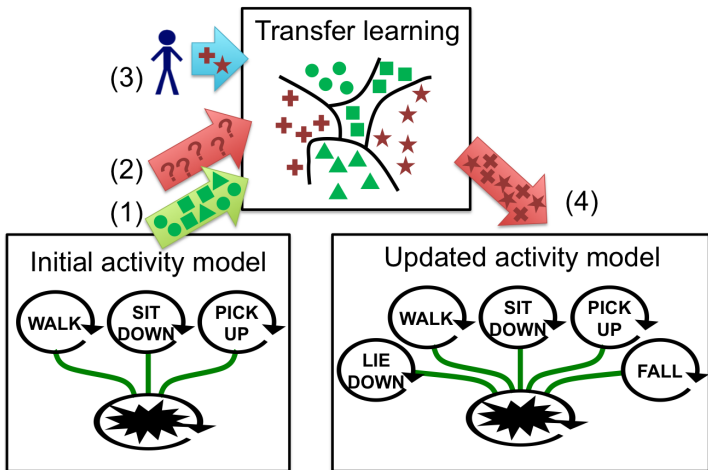 Transfer learning
(3)
(2)
? ? ? ? ? ?
(1)
(4)
Initial activity model
WALK
SIT
DOWN
PICK
UP
Updated activity model
LIE
DOWN
WALK
SIT
DOWN
PICK
UP
FALL